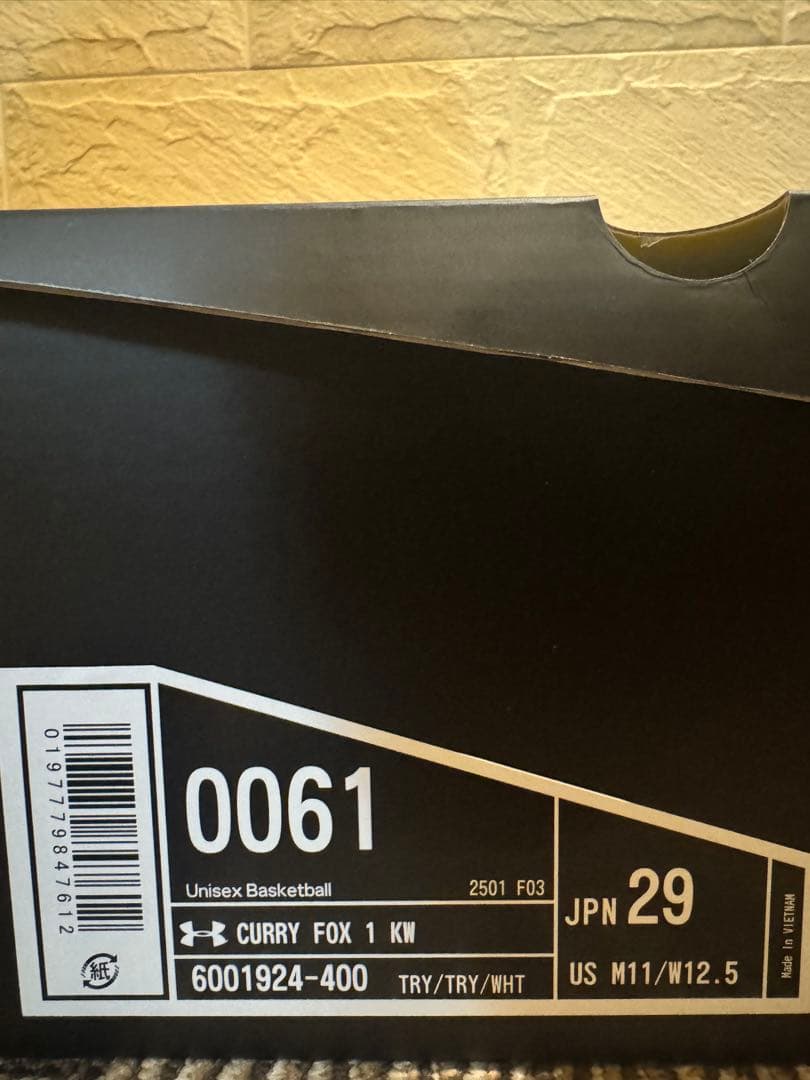 0197779847612
紙
0061
Unisex Basketball
2501 F03
CURRY FOX 1 KW
6001924-400
TRY/TRY/WHT
JPN 29
US M11/W12.5
Made In VIETNAM